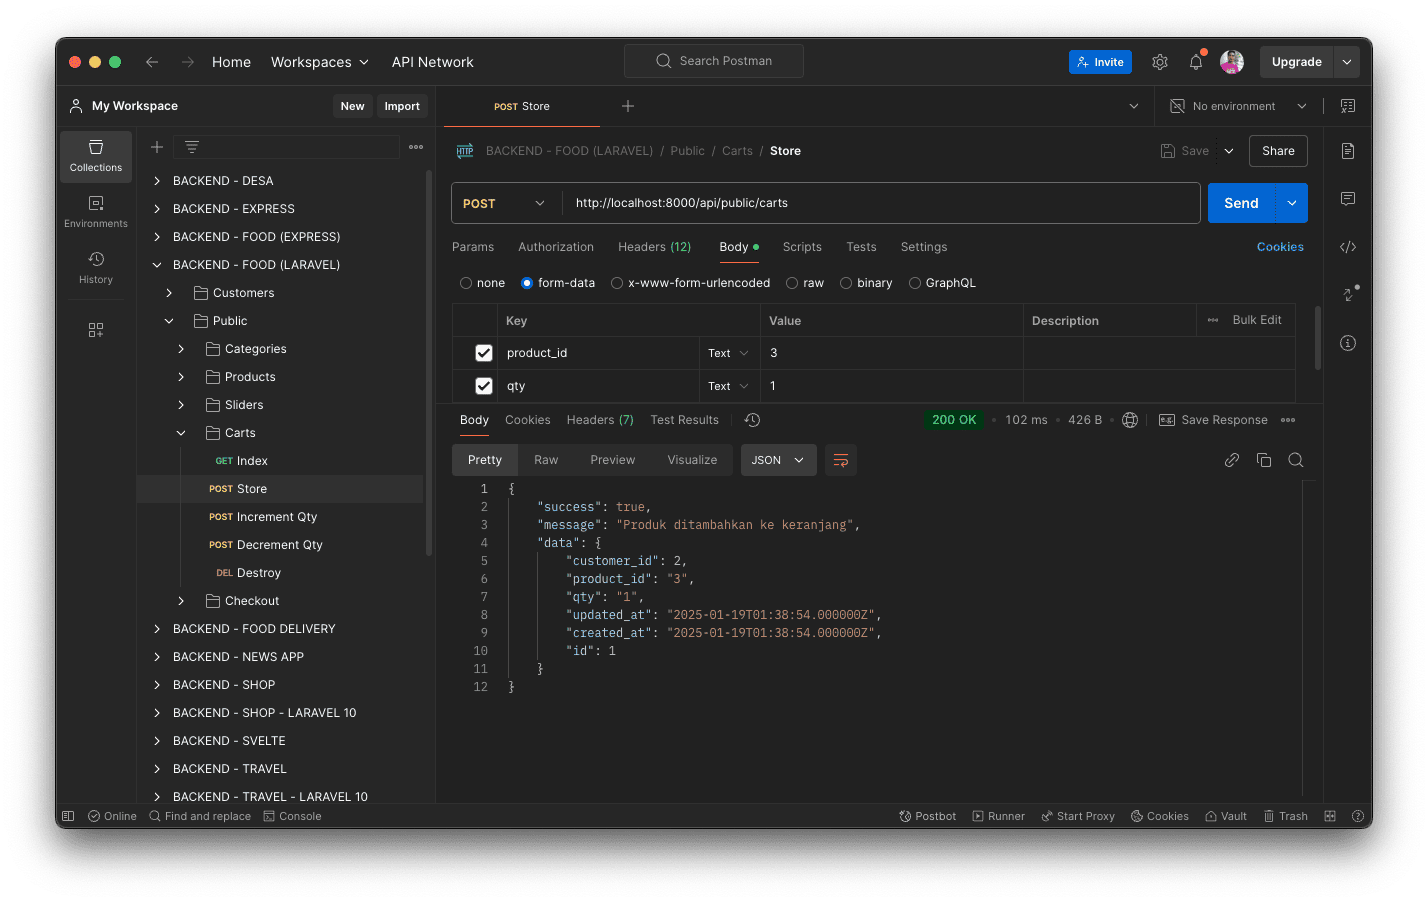 Home Workspaces API Network Search Postman Invite Upgrade
My Workspace New Import POST Store No environment
Collections
Environments
History
BACKEND - DESA
BACKEND - EXPRESS
BACKEND - FOOD (EXPRESS)
BACKEND - FOOD (LARAVEL)
Customers
Public
Categories
Products
Sliders
Carts
GET Index
POST Store
POST Increment Qty
POST Decrement Qty
DEL Destroy
Checkout
BACKEND - FOOD DELIVERY
BACKEND - NEWS APP
BACKEND - SHOP
BACKEND - SHOP - LARAVEL 10
BACKEND - SVELTE
BACKEND - TRAVEL
BACKEND - TRAVEL - LARAVEL 10
HTTP BACKEND - FOOD (LARAVEL) / Public / Carts / Store Save Share
POST http://localhost:8000/api/public/carts Send
Params Authorization Headers (12) Body Scripts Tests Settings Cookies
none form-data x-www-form-urlencoded raw binary GraphQL
Key Value Description Bulk Edit
product_id Text 3
qty Text 1
Body Cookies Headers (7) Test Results 200 OK 102 ms 426 B e.g. Save Response
Pretty Raw Preview Visualize JSON
1 {
2 "success": true,
3 "message": "Produk ditambahkan ke keranjang",
4 "data": {
5 "customer_id": 2,
6 "product_id": "3",
7 "qty": "1",
8 "updated_at": "2025-01-19T01:38:54.000000Z",
9 "created_at": "2025-01-19T01:38:54.000000Z",
10 "id": 1
11 }
12 }
Online Find and replace Console Postbot Runner Start Proxy Cookies Vault Trash